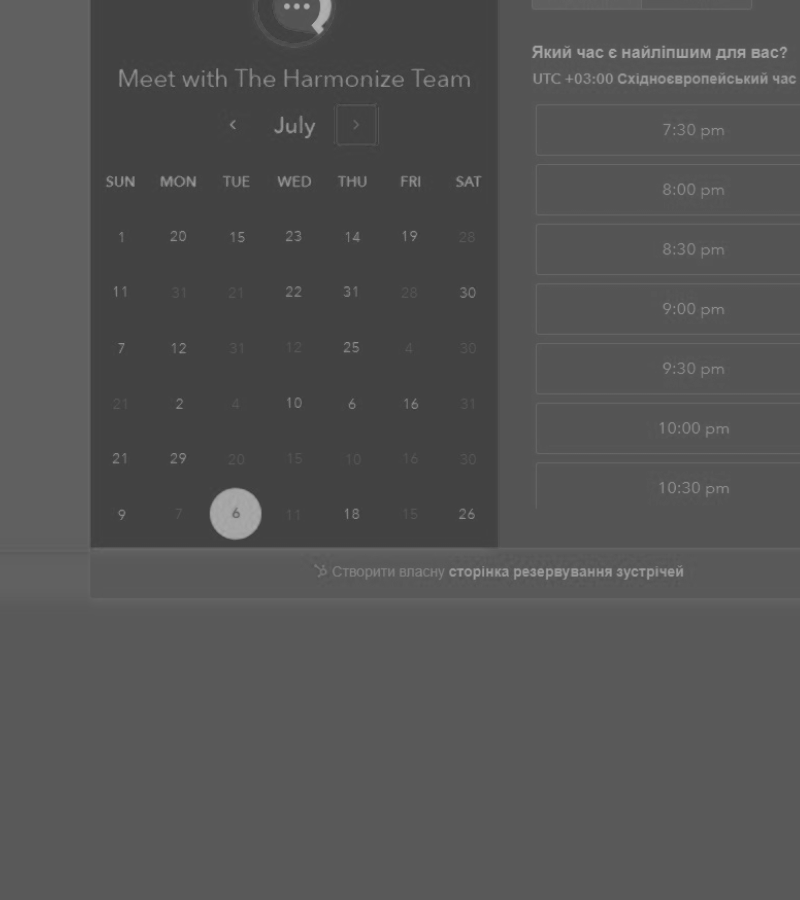 Meet with The Harmonize Team
July
SUN MON TUE WED THU FRI SAT
1 20 15 23 14 19 28
11 31 21 22 31 28 30
7 12 31 12 25 4 30
21 2 4 10 6 16 31
21 29 20 15 10 16 30
9 7 6 11 18 15 26
Який час є найліпшим для вас?
UTC +03:00 Східноєвропейський час
7:30 pm
8:00 pm
8:30 pm
9:00 pm
9:30 pm
10:00 pm
10:30 pm
Створити власну сторінка резервування зустрічей